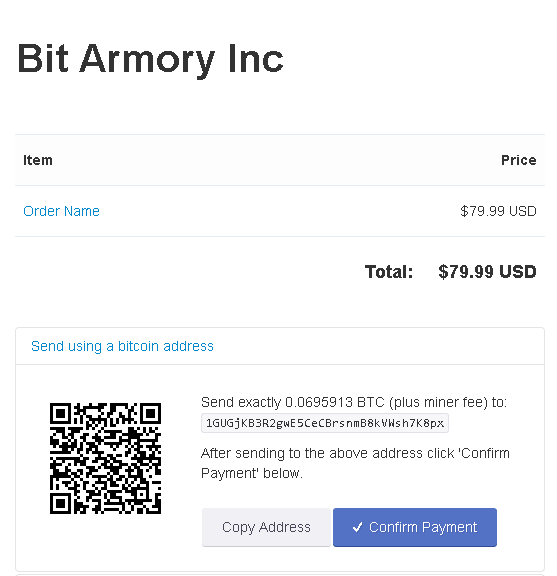 Bit Armory Inc
Item Price
Order Name $79.99 USD
Total: $79.99 USD
Send using a bitcoin address
Send exactly 0.0695913 BTC (plus miner fee) to:
1GUGjKB3R2gwE5CeCBrsnmB8kVWsh7K8px
After sending to the above address click 'Confirm
Payment' below.
Copy Address ✓ Confirm Payment